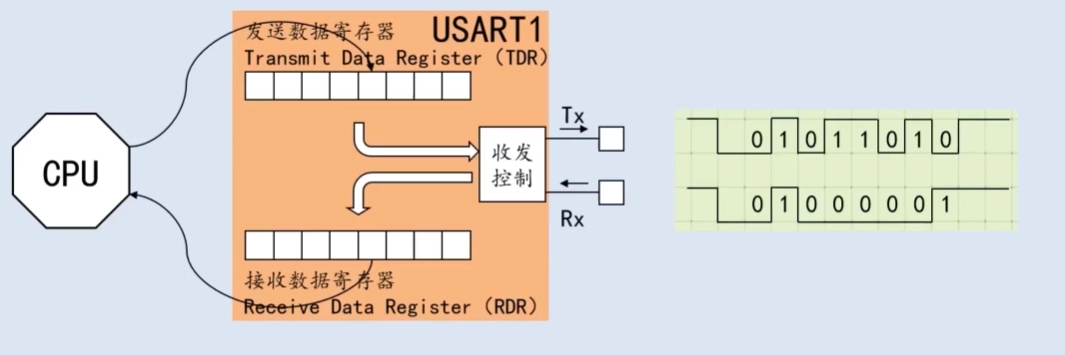 发送数据寄存器
USART1
Transmit Data Register (TDR)
CPU
收发
控制
Tx
Rx
0 1 0 1 1 0 1 0
0 1 0 0 0 0 0 1
接收数据寄存器
Receive Data Register (RDR)